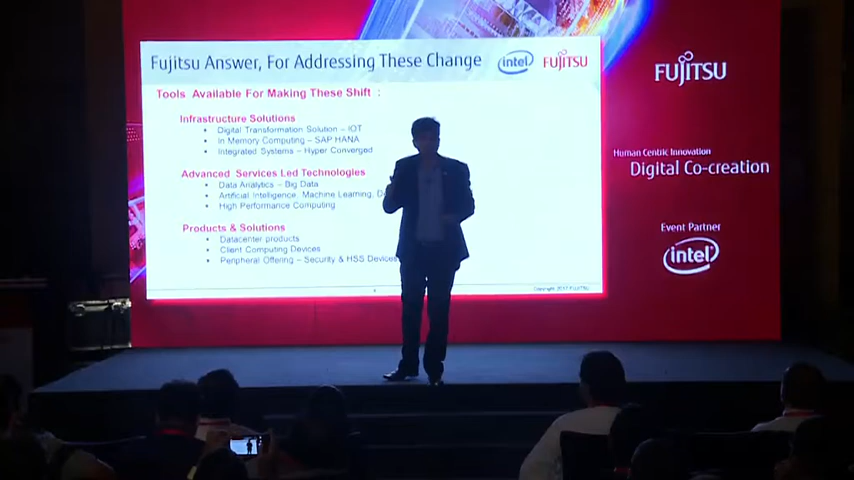 Fujitsu Answer, For Addressing These Change
intel
FUJITSU
Tools Available For Making These Shift :
Infrastructure Solutions
• Digital Transformation Solution – IOT
• In Memory Computing – SAP HANA
• Integrated Systems – Hyper Converged
Advanced Services Led Technologies
• Data Analytics – Big Data
• Artificial Intelligence, Machine Learning,
• High Performance Computing
Products & Solutions
• Datacenter products
• Client Computing Devices
• Peripheral Offering – Security & HSS Devices
Copyright 2017 FUJITSU
FUJITSU
Human Centric Innovation
Digital Co-creation
Event Partner
intel